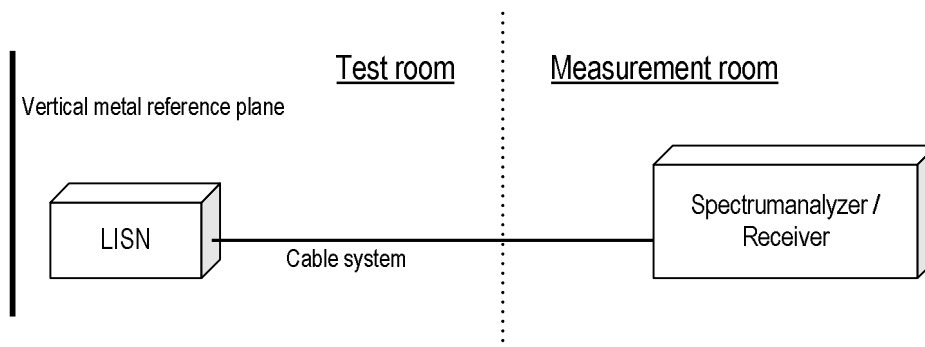 Test room
Measurement room
Vertical metal reference plane
LISN
Cable system
Spectrumanalyzer /
Receiver